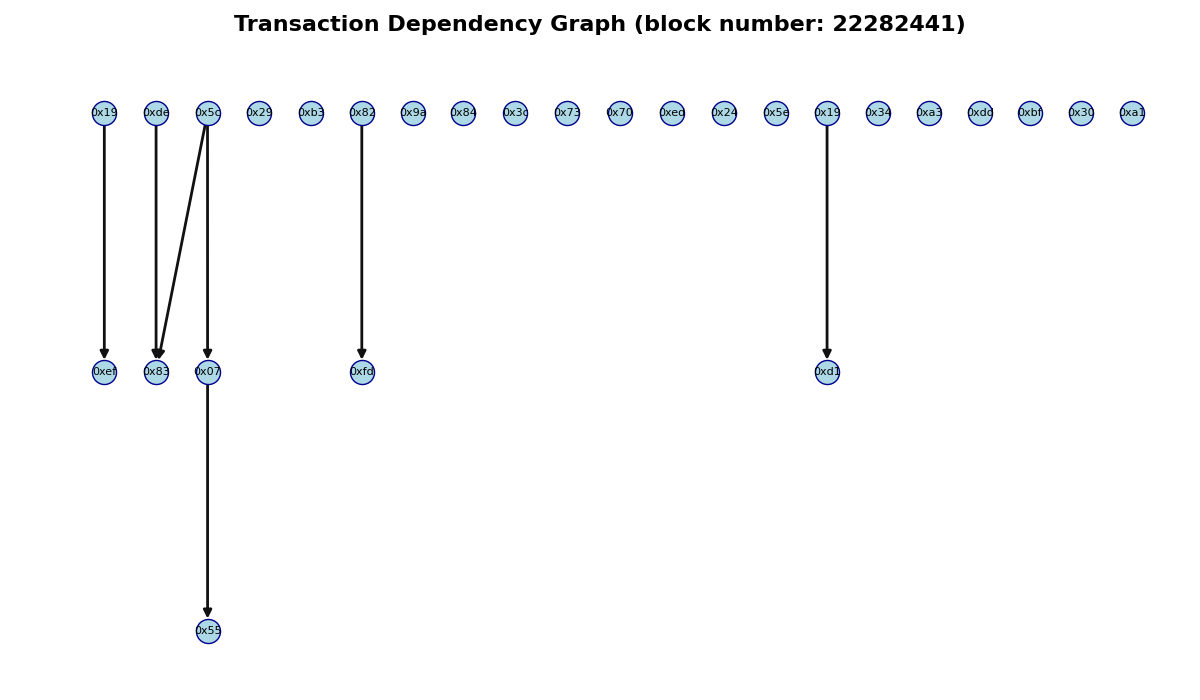 Transaction Dependency Graph (block number: 22282441)
0x19 0xde 0x5c 0x29 0xb3 0x82 0x9a 0x84 0x3c 0x73 0x70 0xed 0x24 0x5e 0x19 0x34 0xa3 0xdd 0xbf 0x30 0xa1
0xef 0x83 0x07 0xfd 0xd1
0x55